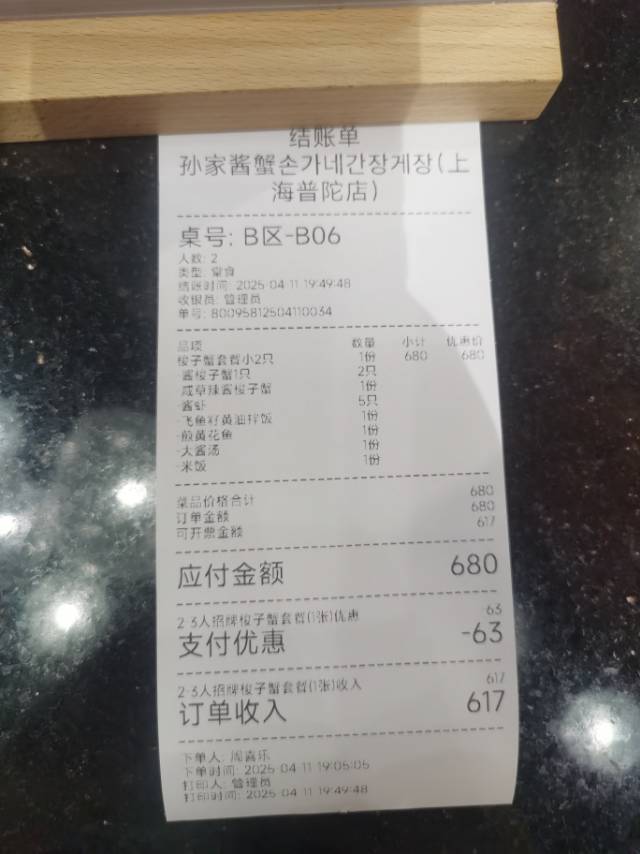 结账单
孙家酱蟹손가네간장게장(上
海普陀店)
桌号: B区-B06
人数: 2
类型: 堂食
结账时间: 2025-04-11 19:49:48
收银员: 管理员
单号: 80095812504110034
品项 数量 小计 优惠价
梭子蟹套餐小2只 1份 680 680
·酱梭子蟹1只 2只
·咸草辣酱梭子蟹 1份
·酱虾 5只
·飞鱼籽黄油拌饭 1份
·煎黄花鱼 1份
·大酱汤 1份
·米饭 1份
菜品价格合计 680
订单金额 680
可开票金额 617
应付金额 680
2-3人招牌梭子蟹套餐(1张)优惠 -63
支付优惠 -63
2-3人招牌梭子蟹套餐(1张)收入 617
订单收入 617
下单人: 周喜乐
下单时间: 2025-04-11 19:05:05
打印人: 管理员
打印时间: 2025-04-11 19:49:48